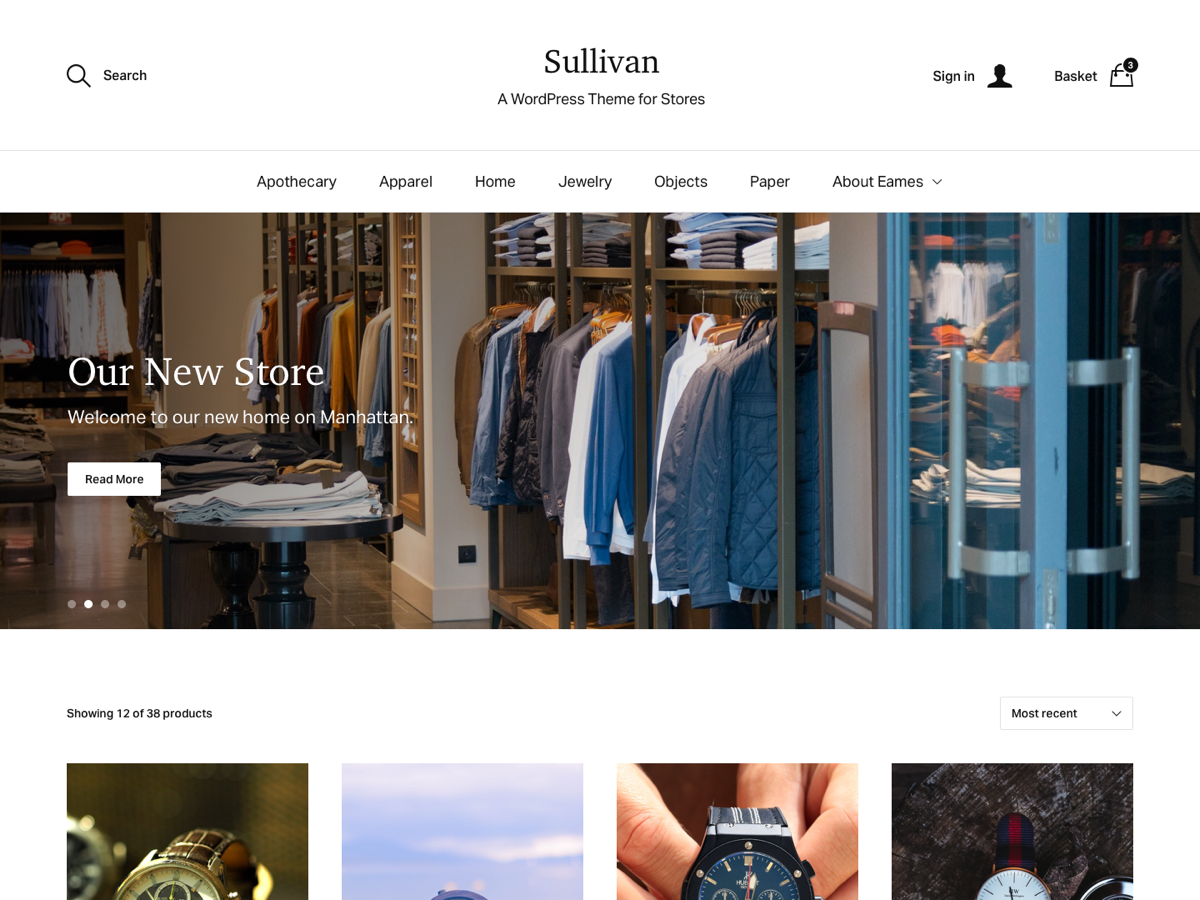 Search
Sullivan
A WordPress Theme for Stores
Sign in
Basket
3
Apothecary
Apparel
Home
Jewelry
Objects
Paper
About Eames
Our New Store
Welcome to our new home on Manhattan.
Read More
Showing 12 of 38 products
Most recent